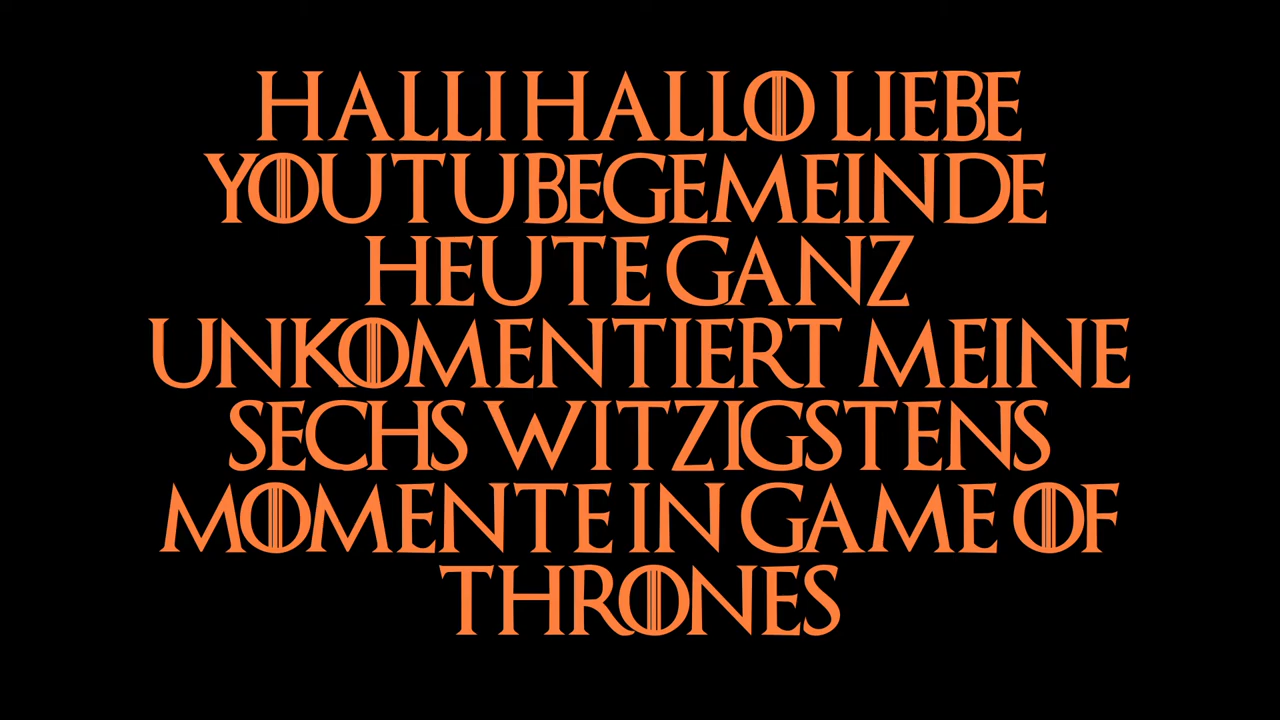 HALLI HALLO LIEBE
YOUTUBEGEMEINDE
HEUTE GANZ
UNKOMENTIERT MEINE
SECHS WITZIGSTENS
MOMENTE IN GAME OF
THRONES